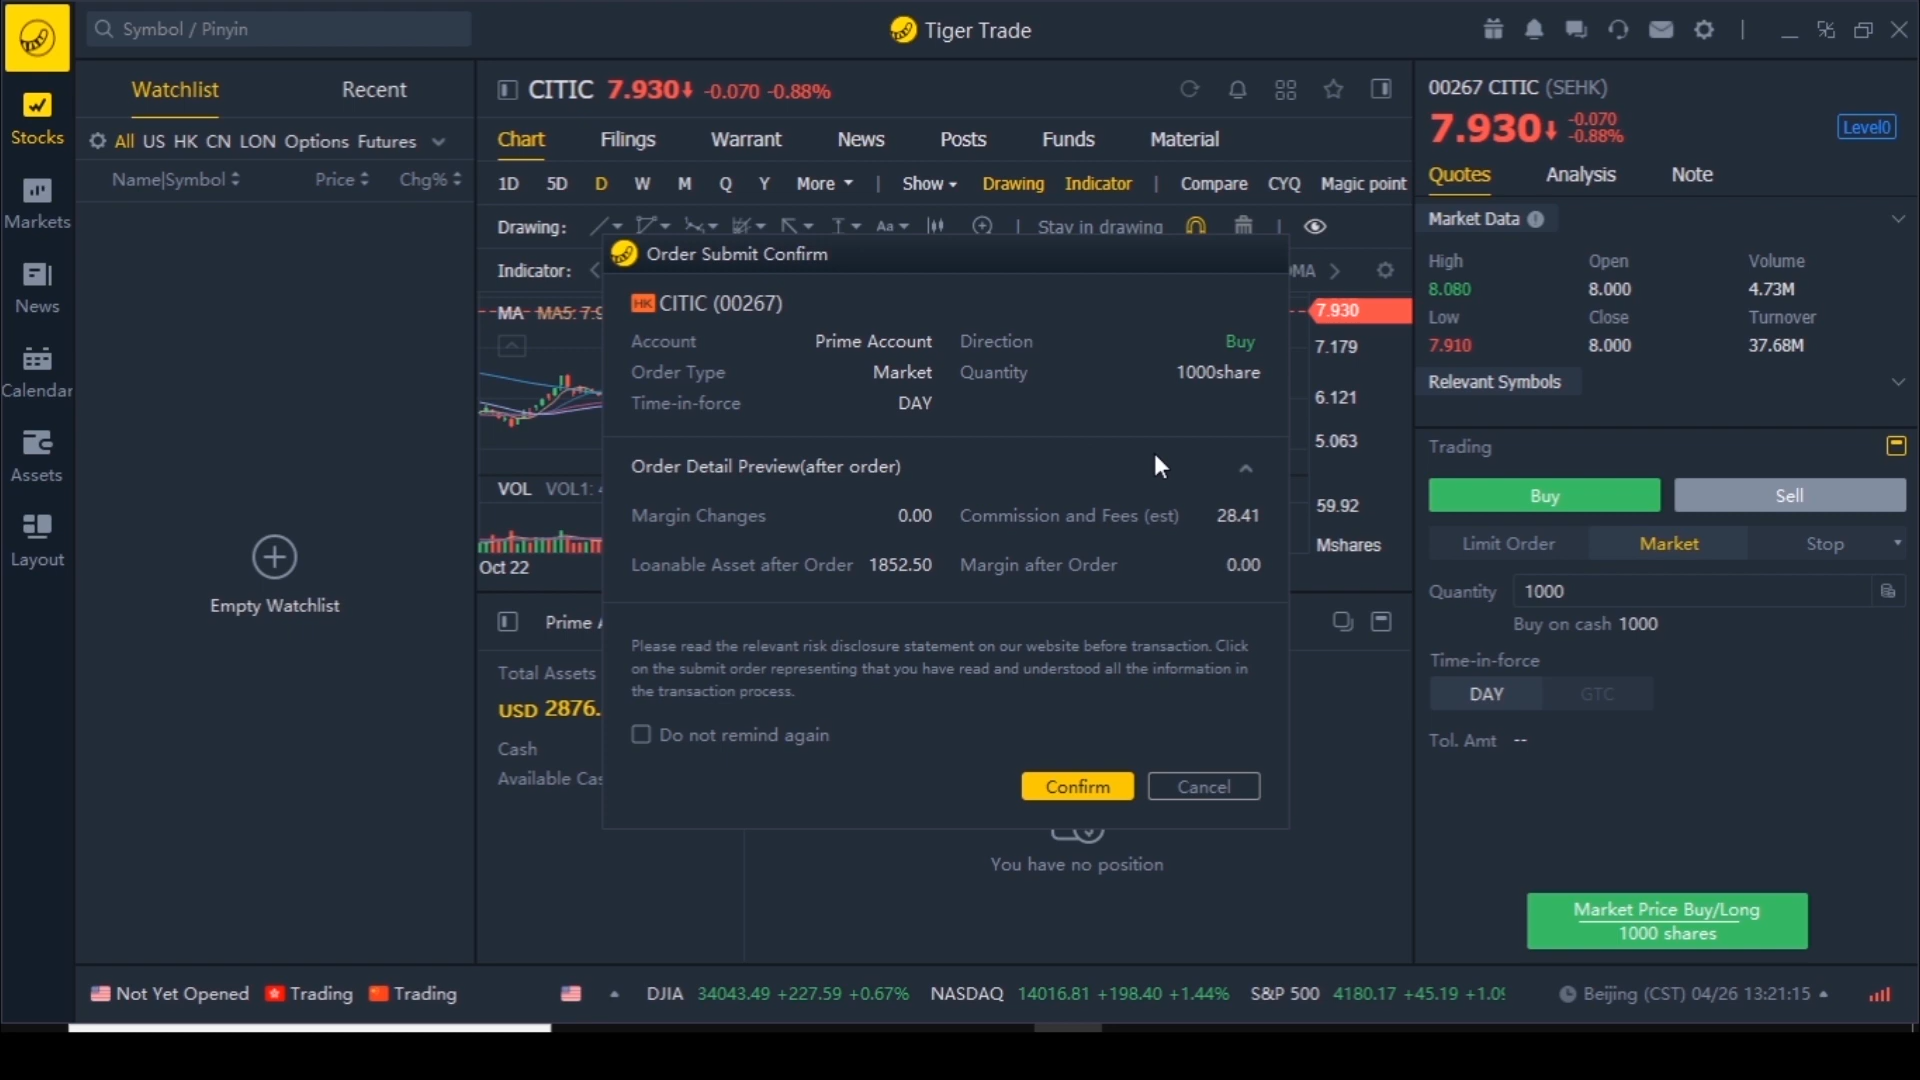 Symbol / Pinyin
Tiger Trade
Stocks
Markets
News
Calendar
Assets
Layout
Watchlist
Recent
All US HK CN LON Options Futures
Name|Symbol Price Chg%
Empty Watchlist
CITIC 7.930 -0.070 -0.88%
Chart Filings Warrant News Posts Funds Material
1D 5D D W M Q Y More | Show Drawing Indicator | Compare CYQ Magic point
Drawing: Aa | Stay in drawing |
Indicator:
MA MA5:
7.930
7.179
6.121
5.063
VOL VOL1:
59.92
Mshares
Oct 22
Order Submit Confirm
HK CITIC (00267)
Account Prime Account Direction Buy
Order Type Market Quantity 1000share
Time-in-force DAY
Order Detail Preview(after order)
Margin Changes 0.00 Commission and Fees (est) 28.41
Loanable Asset after Order 1852.50 Margin after Order 0.00
Please read the relevant risk disclosure statement on our website before transaction. Click
on the submit order representing that you have read and understood all the information in
the transaction process.
Do not remind again
Confirm Cancel
Prime
Total Assets
USD 2876.
Cash
Available
You have no position
00267 CITIC (SEHK)
7.930 -0.070
-0.88%
Level0
Quotes Analysis Note
Market Data
High Open Volume
8.080 8.000 4.73M
Low Close Turnover
7.910 8.000 37.68M
Relevant Symbols
Trading
Buy Sell
Limit Order Market Stop
Quantity 1000
Buy on cash 1000
Time-in-force
DAY GTC
Tol. Amt --
Market Price Buy/Long
1000 shares
Not Yet Opened Trading Trading
DJIA 34043.49 +227.59 +0.67% NASDAQ 14016.81 +198.40 +1.44% S&P 500 4180.17 +45.19
Beijing (CST) 04/26 13:21:15